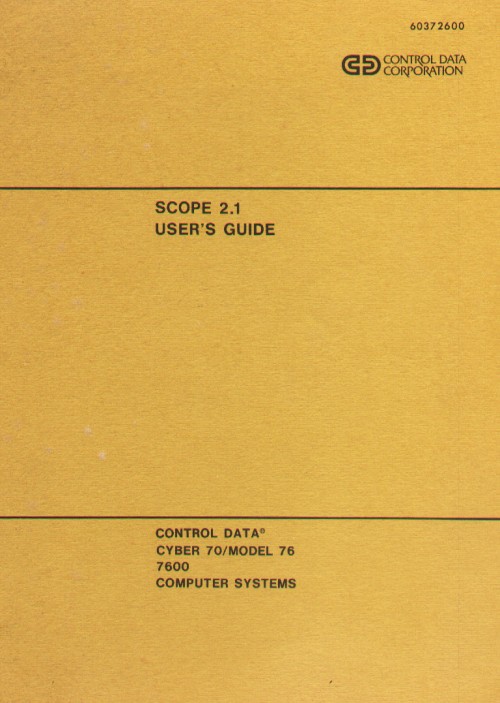 60372600
CONTROL DATA
CORPORATION
SCOPE 2.1
USER'S GUIDE
CONTROL DATA®
CYBER 70/MODEL 76
7600
COMPUTER SYSTEMS